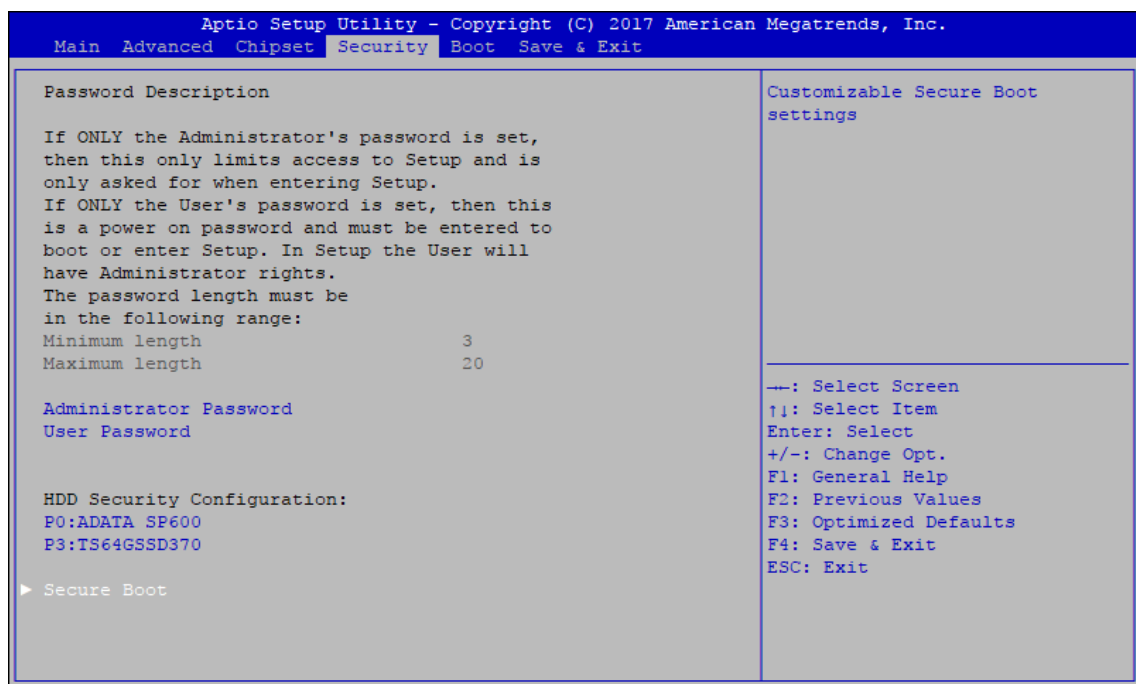 Aptio Setup Utility - Copyright (C) 2017 American Megatrends, Inc.
Main Advanced Chipset Security Boot Save & Exit
Password Description
If ONLY the Administrator's password is set,
then this only limits access to Setup and is
only asked for when entering Setup.
If ONLY the User's password is set, then this
is a power on password and must be entered to
boot or enter Setup. In Setup the User will
have Administrator rights.
The password length must be
in the following range:
Minimum length 3
Maximum length 20
Administrator Password
User Password
HDD Security Configuration:
P0:ADATA SP600
P3:TS64GSSD370
► Secure Boot
Customizable Secure Boot
settings
→←: Select Screen
↑↓: Select Item
Enter: Select
+/-: Change Opt.
F1: General Help
F2: Previous Values
F3: Optimized Defaults
F4: Save & Exit
ESC: Exit